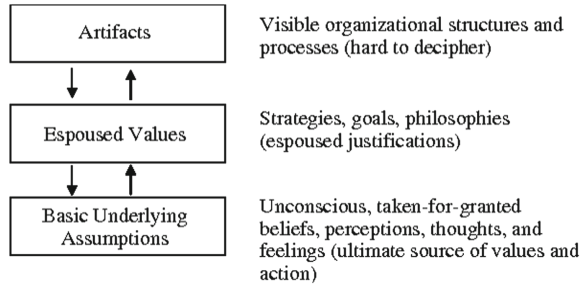 Artifacts
Visible organizational structures and
processes (hard to decipher)
Espoused Values
Strategies, goals, philosophies
(espoused justifications)
Basic Underlying
Assumptions
Unconscious, taken-for-granted
beliefs, perceptions, thoughts, and
feelings (ultimate source of values and
action)